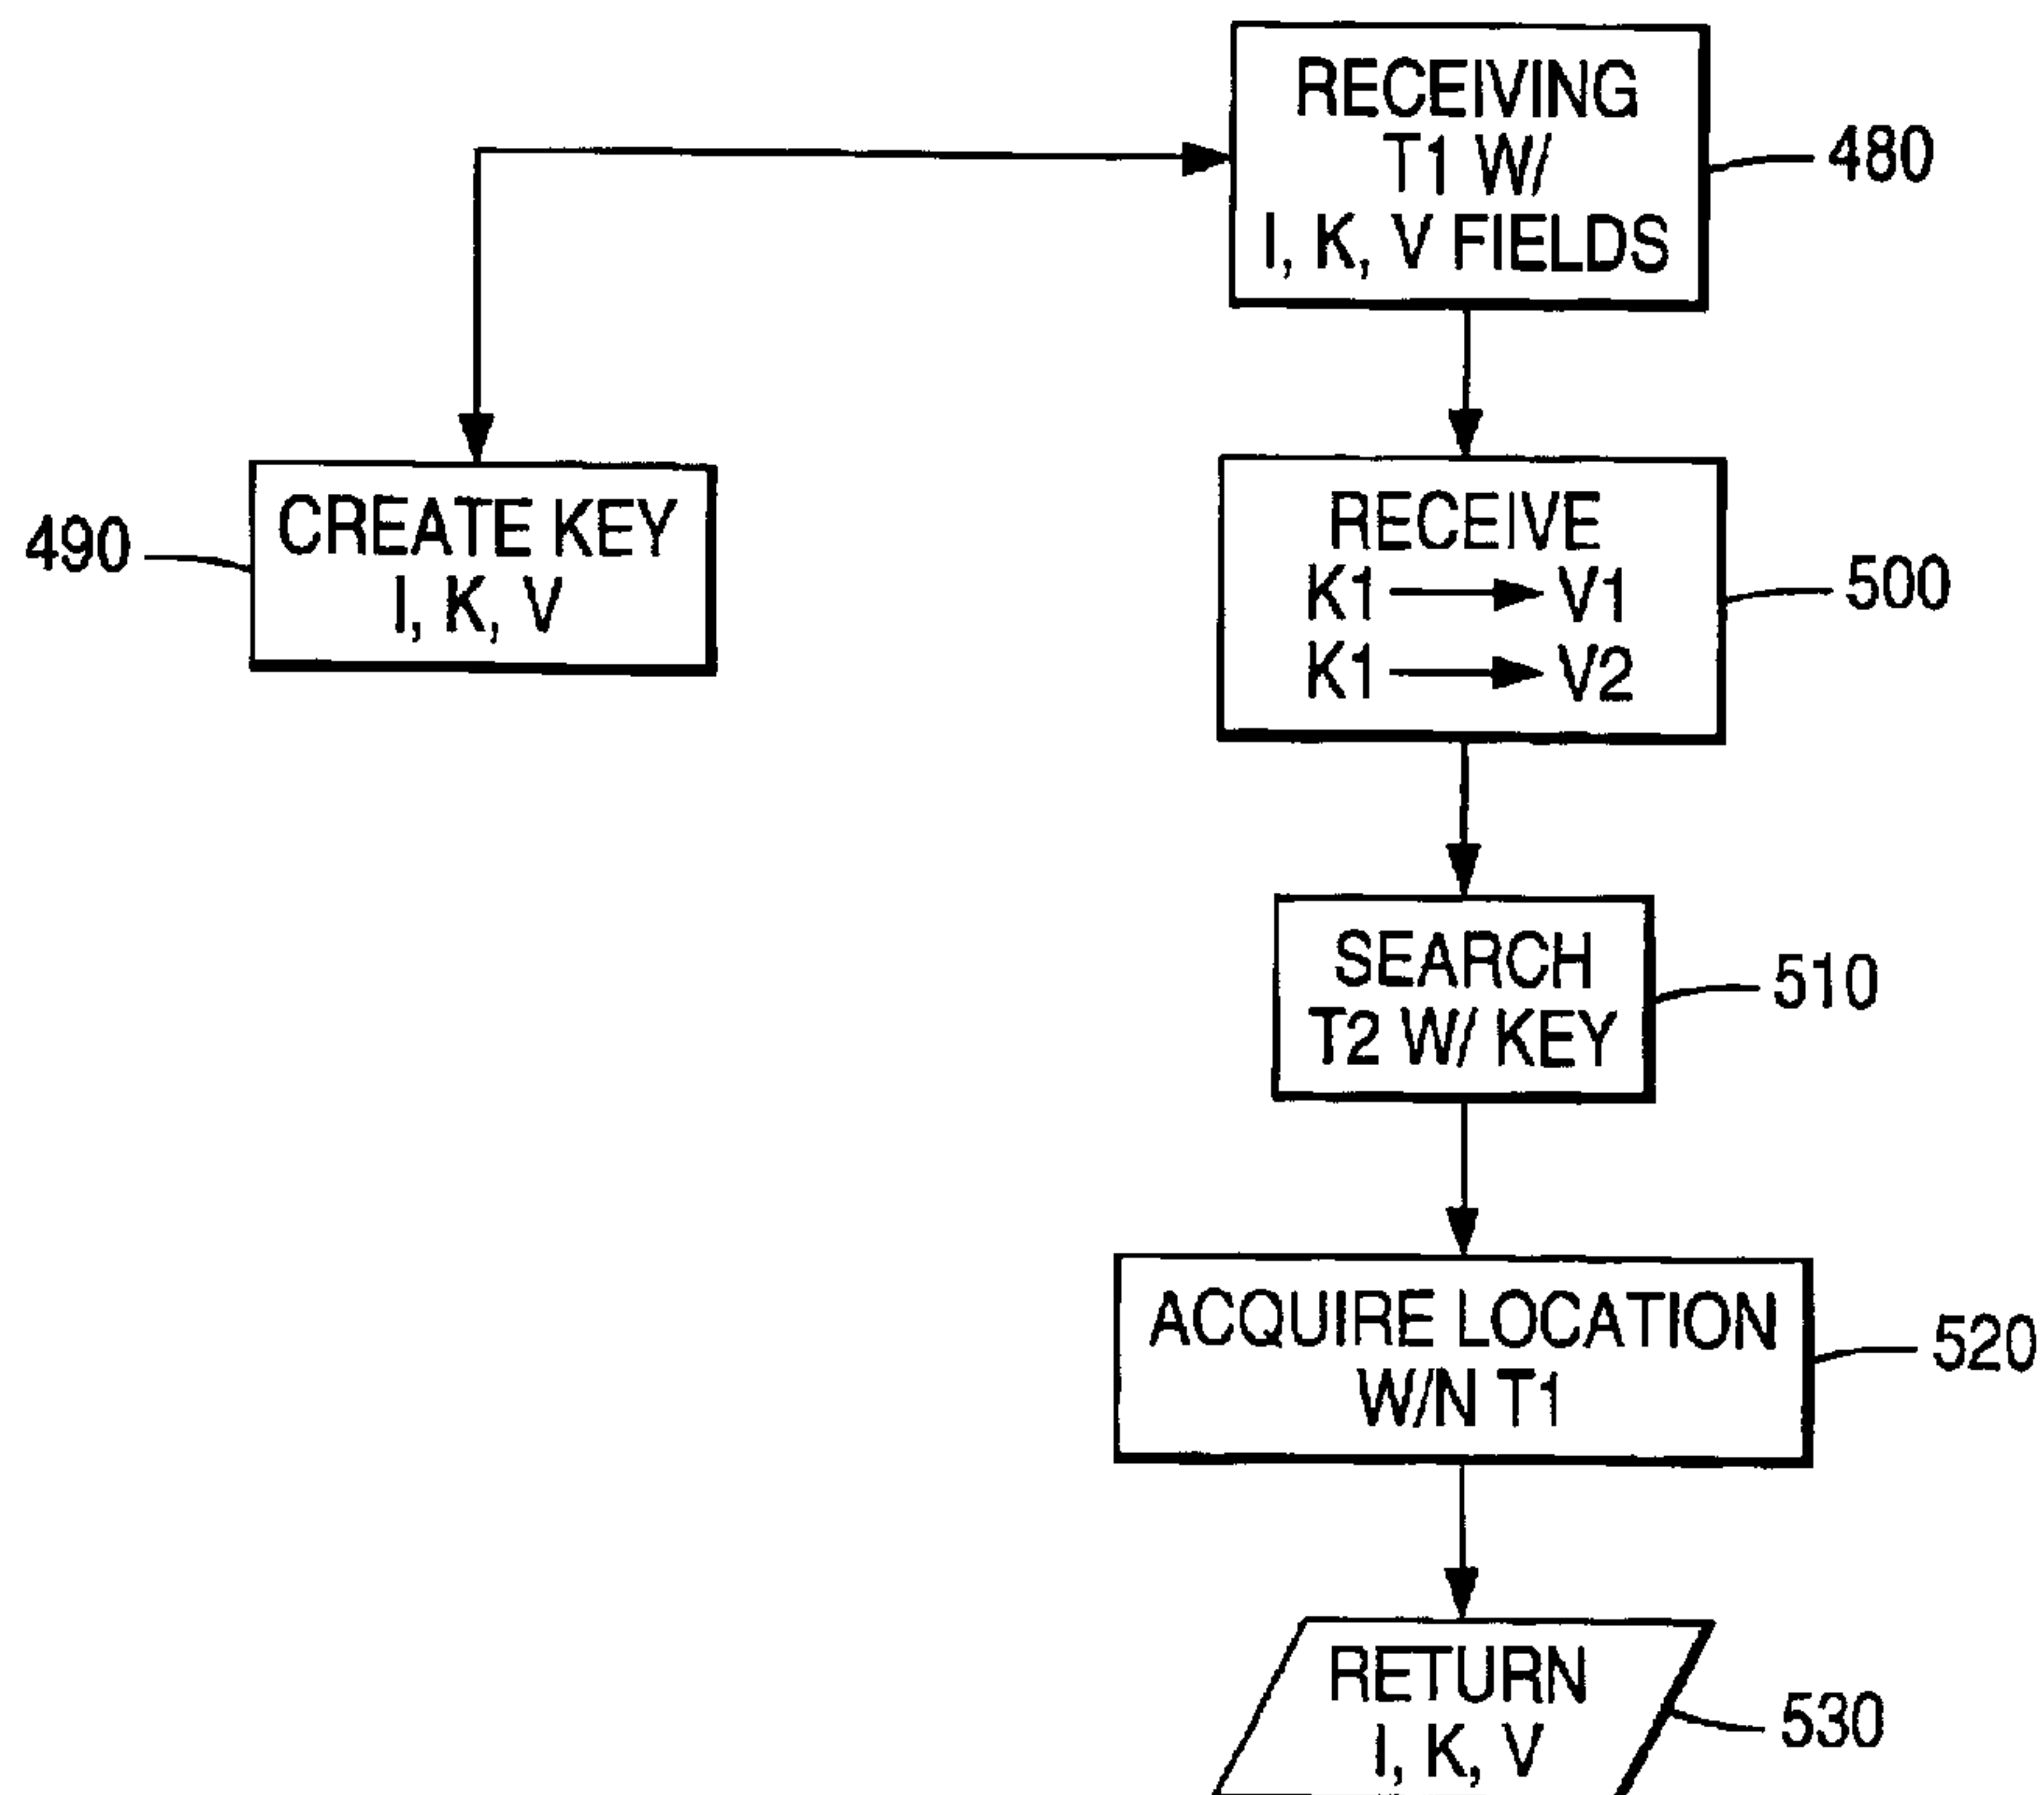 RECEIVING
T1 W/
I, K, V FIELDS
480
490
CREATE KEY
I, K, V
RECEIVE
K1 → V1
K1 → V2
500
SEARCH
T2 W/ KEY
510
ACQUIRE LOCATION
W/N T1
520
RETURN
I, K, V
530